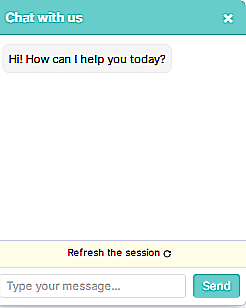 Chat with us
Hi! How can I help you today?
Refresh the session
Type your message...
Send